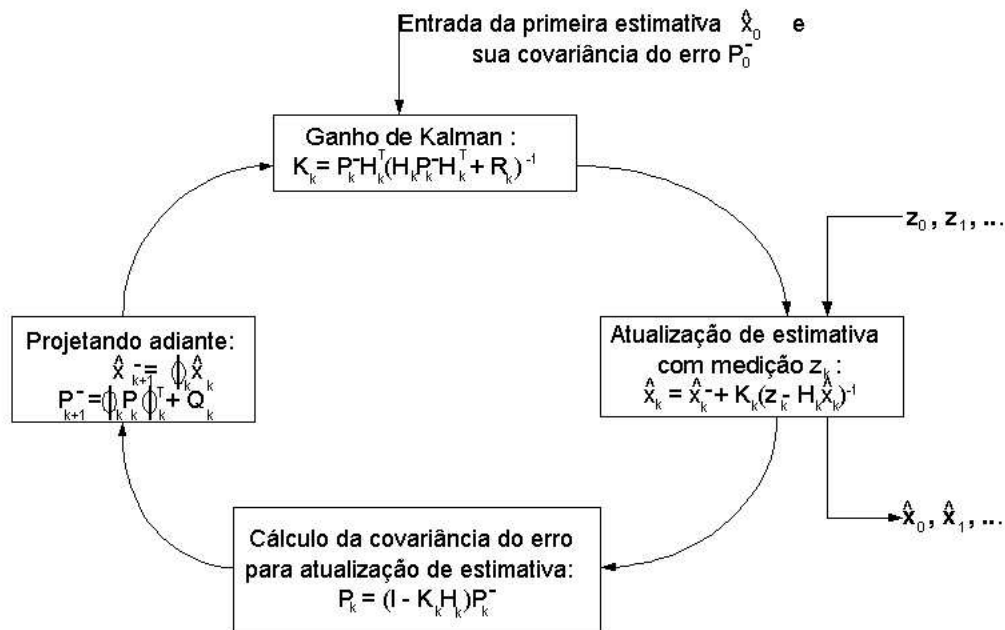 Entrada da primeira estimativa x̂₀ e
sua covariância do erro P₀⁻
Ganho de Kalman :
Kₖ = Pₖ⁻Hₖᵀ(HₖPₖ⁻Hₖᵀ + Rₖ)⁻¹
z₀, z₁, ...
Projetando adiante:
x̂⁻ₖ₊₁ = ϕₖx̂ₖ
P⁻ₖ₊₁ = ϕₖPₖϕₖᵀ + Qₖ
Atualização de estimativa
com medição zₖ:
x̂ₖ = x̂ₖ⁻ + Kₖ(zₖ - Hₖx̂ₖ)⁻¹
x̂₀, x̂₁, ...
Cálculo da covariância do erro
para atualização de estimativa:
Pₖ = (I - KₖHₖ)Pₖ⁻